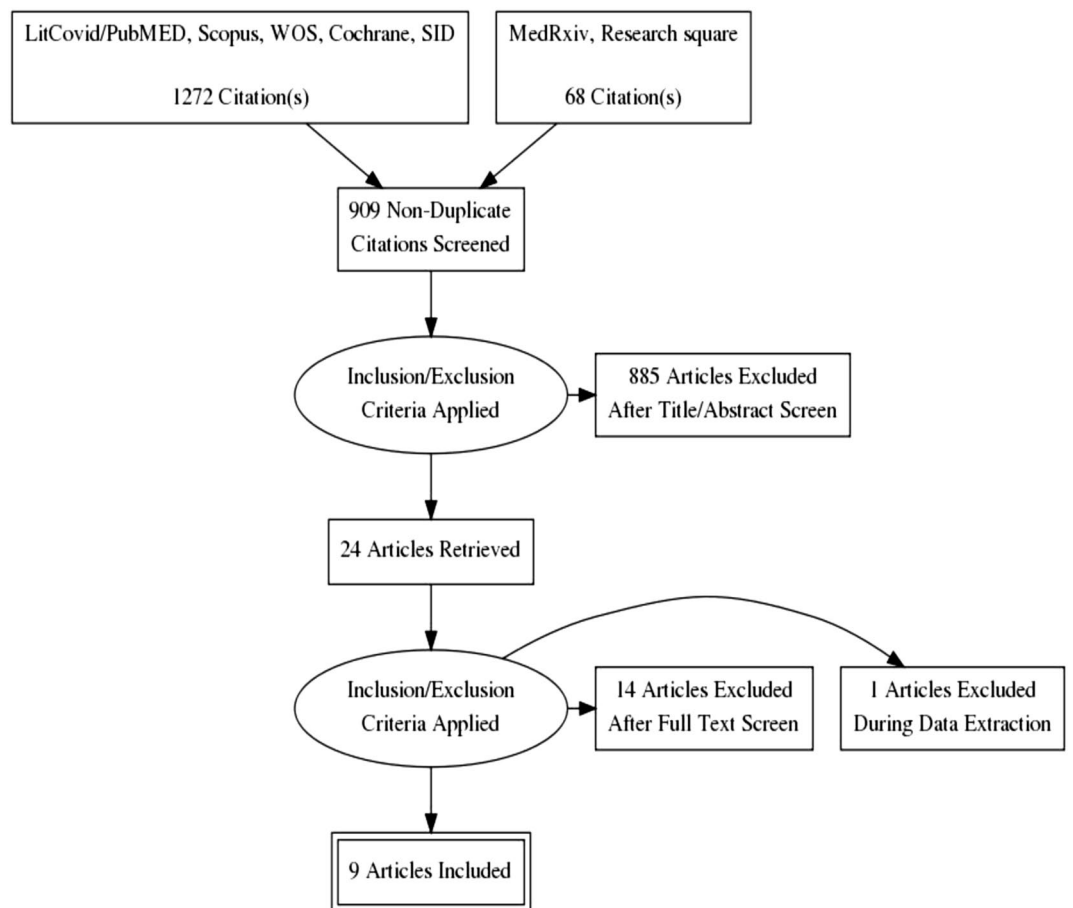 LitCovid/PubMED, Scopus, WOS, Cochrane, SID
1272 Citation(s)
MedRxiv, Research square
68 Citation(s)
909 Non-Duplicate
Citations Screened
Inclusion/Exclusion
Criteria Applied
885 Articles Excluded
After Title/Abstract Screen
24 Articles Retrieved
Inclusion/Exclusion
Criteria Applied
14 Articles Excluded
After Full Text Screen
1 Articles Excluded
During Data Extraction
9 Articles Included